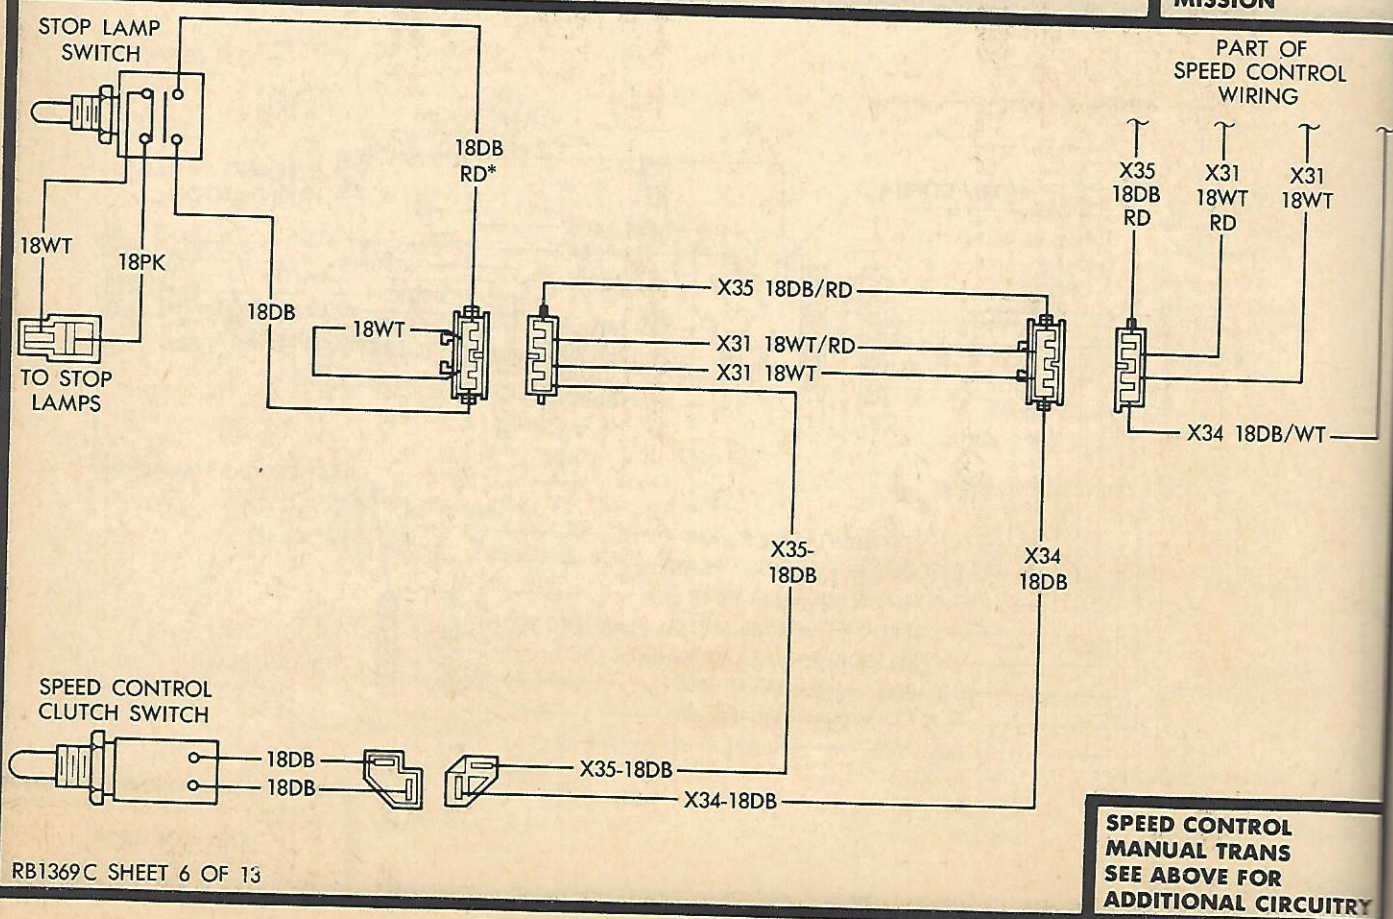 MISSION
STOP LAMP
SWITCH
PART OF
SPEED CONTROL
WIRING
18DB
RD*
X35
18DB
RD
X31
18WT
RD
X31
18WT
18WT
18PK
18DB
18WT
X35 18DB/RD
X31 18WT/RD
X31 18WT
TO STOP
LAMPS
X34 18DB/WT
X35-
18DB
X34
18DB
SPEED CONTROL
CLUTCH SWITCH
18DB
18DB
X35-18DB
X34-18DB
RB1369C SHEET 6 OF 13
SPEED CONTROL
MANUAL TRANS
SEE ABOVE FOR
ADDITIONAL CIRCUITRY